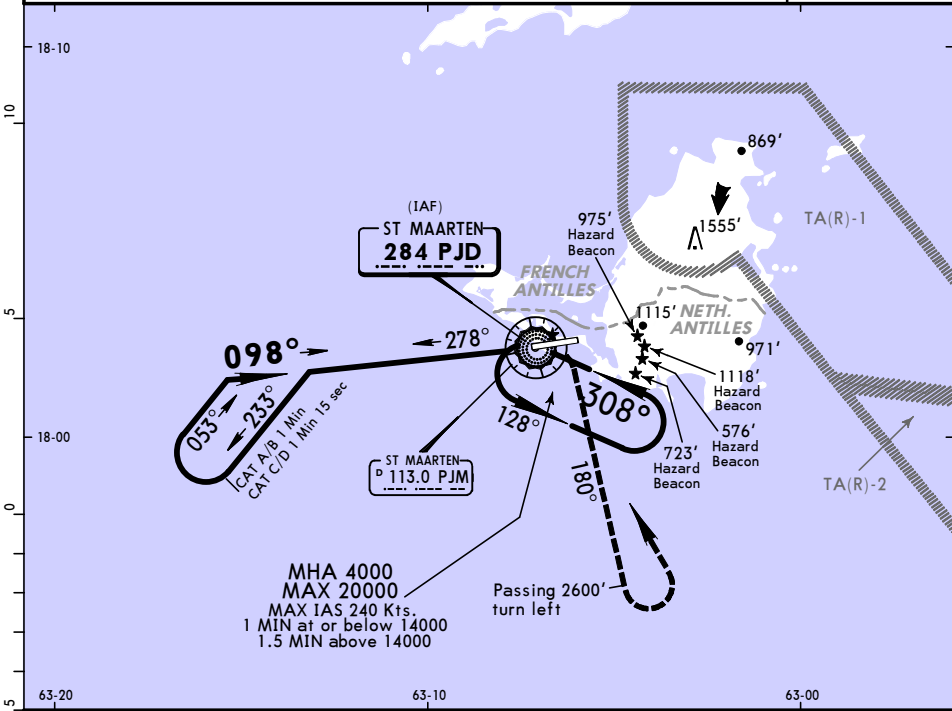 18-10
10
869'
(IAF)
ST MAARTEN
284 PJD
975'
Hazard
Beacon
1555'
TA(R)-1
FRENCH
ANTILLES
5
1115'
NETH.
ANTILLES
278°
098°
971'
1118'
Hazard
Beacon
308°
053°
233°
CAT A/B 1 Min
CAT C/D 1 Min 15 sec
128°
576'
Hazard
Beacon
18-00
ST MAARTEN
D 113.0 PJM
723'
Hazard
Beacon
180°
TA(R)-2
0
MHA 4000
MAX 20000
MAX IAS 240 Kts.
1 MIN at or below 14000
1.5 MIN above 14000
Passing 2600'
turn left
5
63-20
63-10
63-00